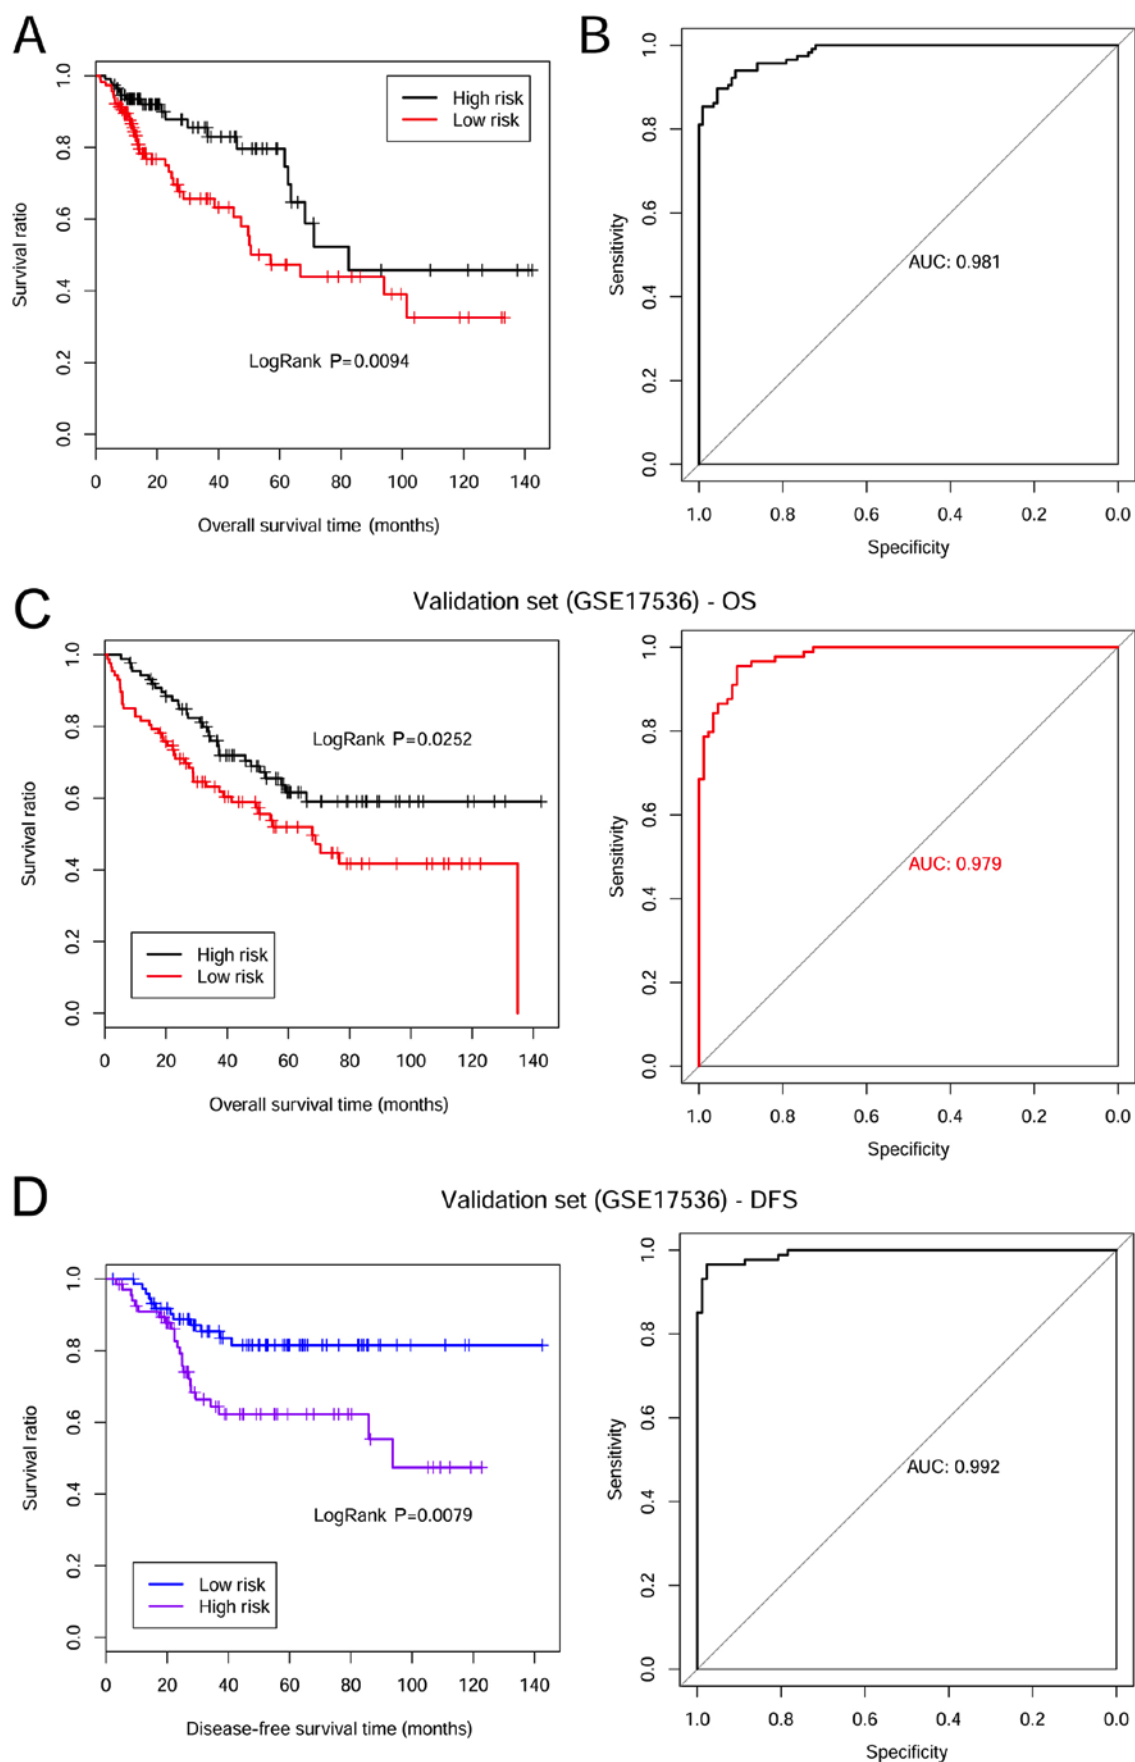 A
B
1.0
0.8
0.6
0.4
0.2
0.0
Survival ratio
High risk
Low risk
LogRank P=0.0094
0 20 40 60 80 100 120 140
Overall survival time (months)
1.0
0.8
0.6
0.4
0.2
0.0
Sensitivity
AUC: 0.981
1.0 0.8 0.6 0.4 0.2 0.0
Specificity
C
Validation set (GSE17536) - OS
1.0
0.8
0.6
0.4
0.2
0.0
Survival ratio
LogRank P=0.0252
High risk
Low risk
0 20 40 60 80 100 120 140
Overall survival time (months)
1.0
0.8
0.6
0.4
0.2
0.0
Sensitivity
AUC: 0.979
1.0 0.8 0.6 0.4 0.2 0.0
Specificity
D
Validation set (GSE17536) - DFS
1.0
0.8
0.6
0.4
0.2
0.0
Survival ratio
LogRank P=0.0079
Low risk
High risk
0 20 40 60 80 100 120 140
Disease-free survival time (months)
1.0
0.8
0.6
0.4
0.2
0.0
Sensitivity
AUC: 0.992
1.0 0.8 0.6 0.4 0.2 0.0
Specificity